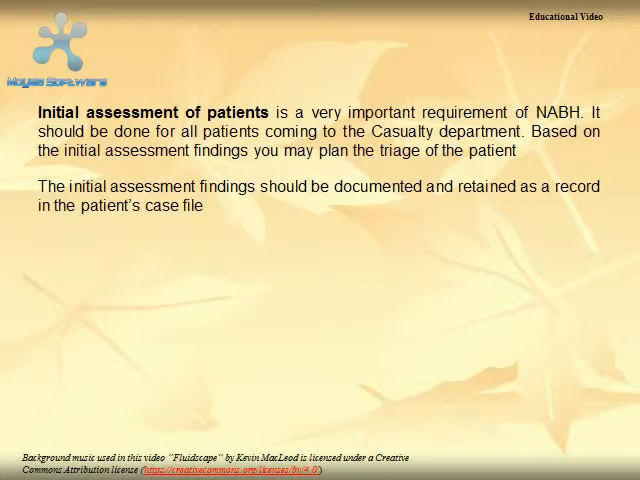 Educational Video
Moyea Software
Initial assessment of patients is a very important requirement of NABH. It
should be done for all patients coming to the Casualty department. Based on
the initial assessment findings you may plan the triage of the patient
The initial assessment findings should be documented and retained as a record
in the patient’s case file
Background music used in this video "Fluidscape" by Kevin MacLeod is licensed under a Creative
Commons Attribution license (https://creativecommons.org/licenses/by/4.0/)